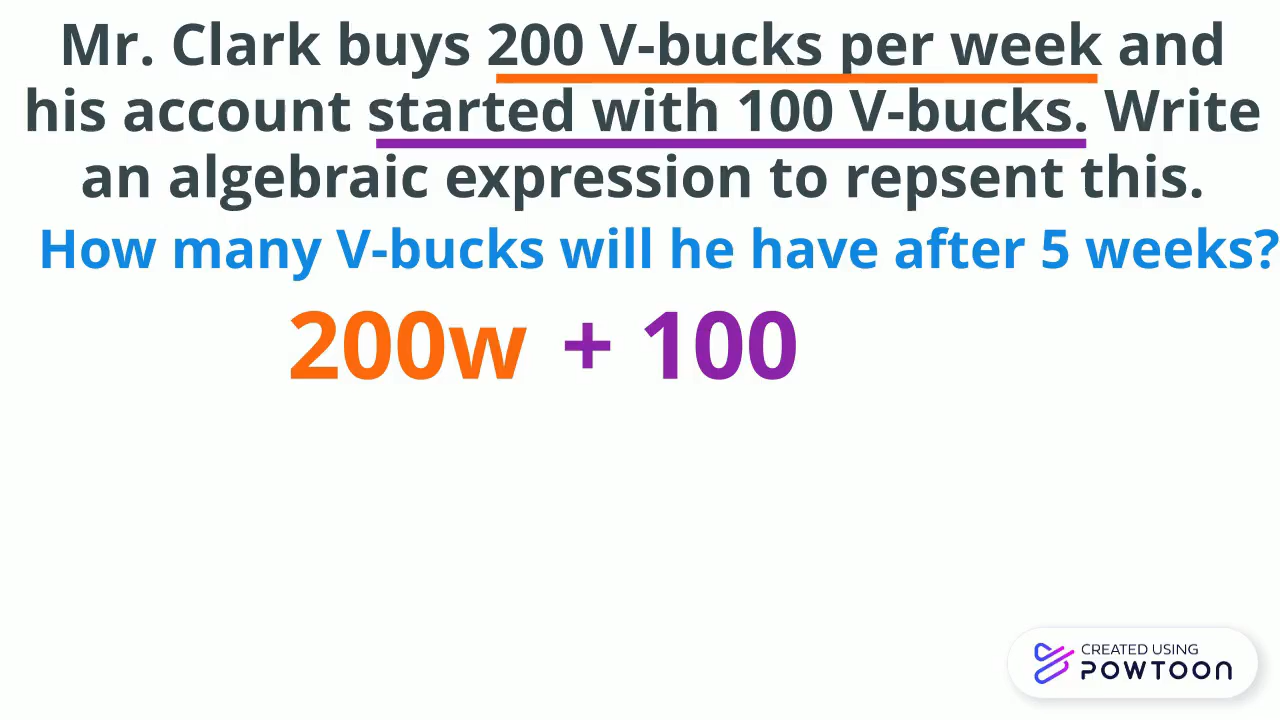 Mr. Clark buys 200 V-bucks per week and
his account started with 100 V-bucks. Write
an algebraic expression to repsent this.
How many V-bucks will he have after 5 weeks?
200w + 100
CREATED USING
POWTOON